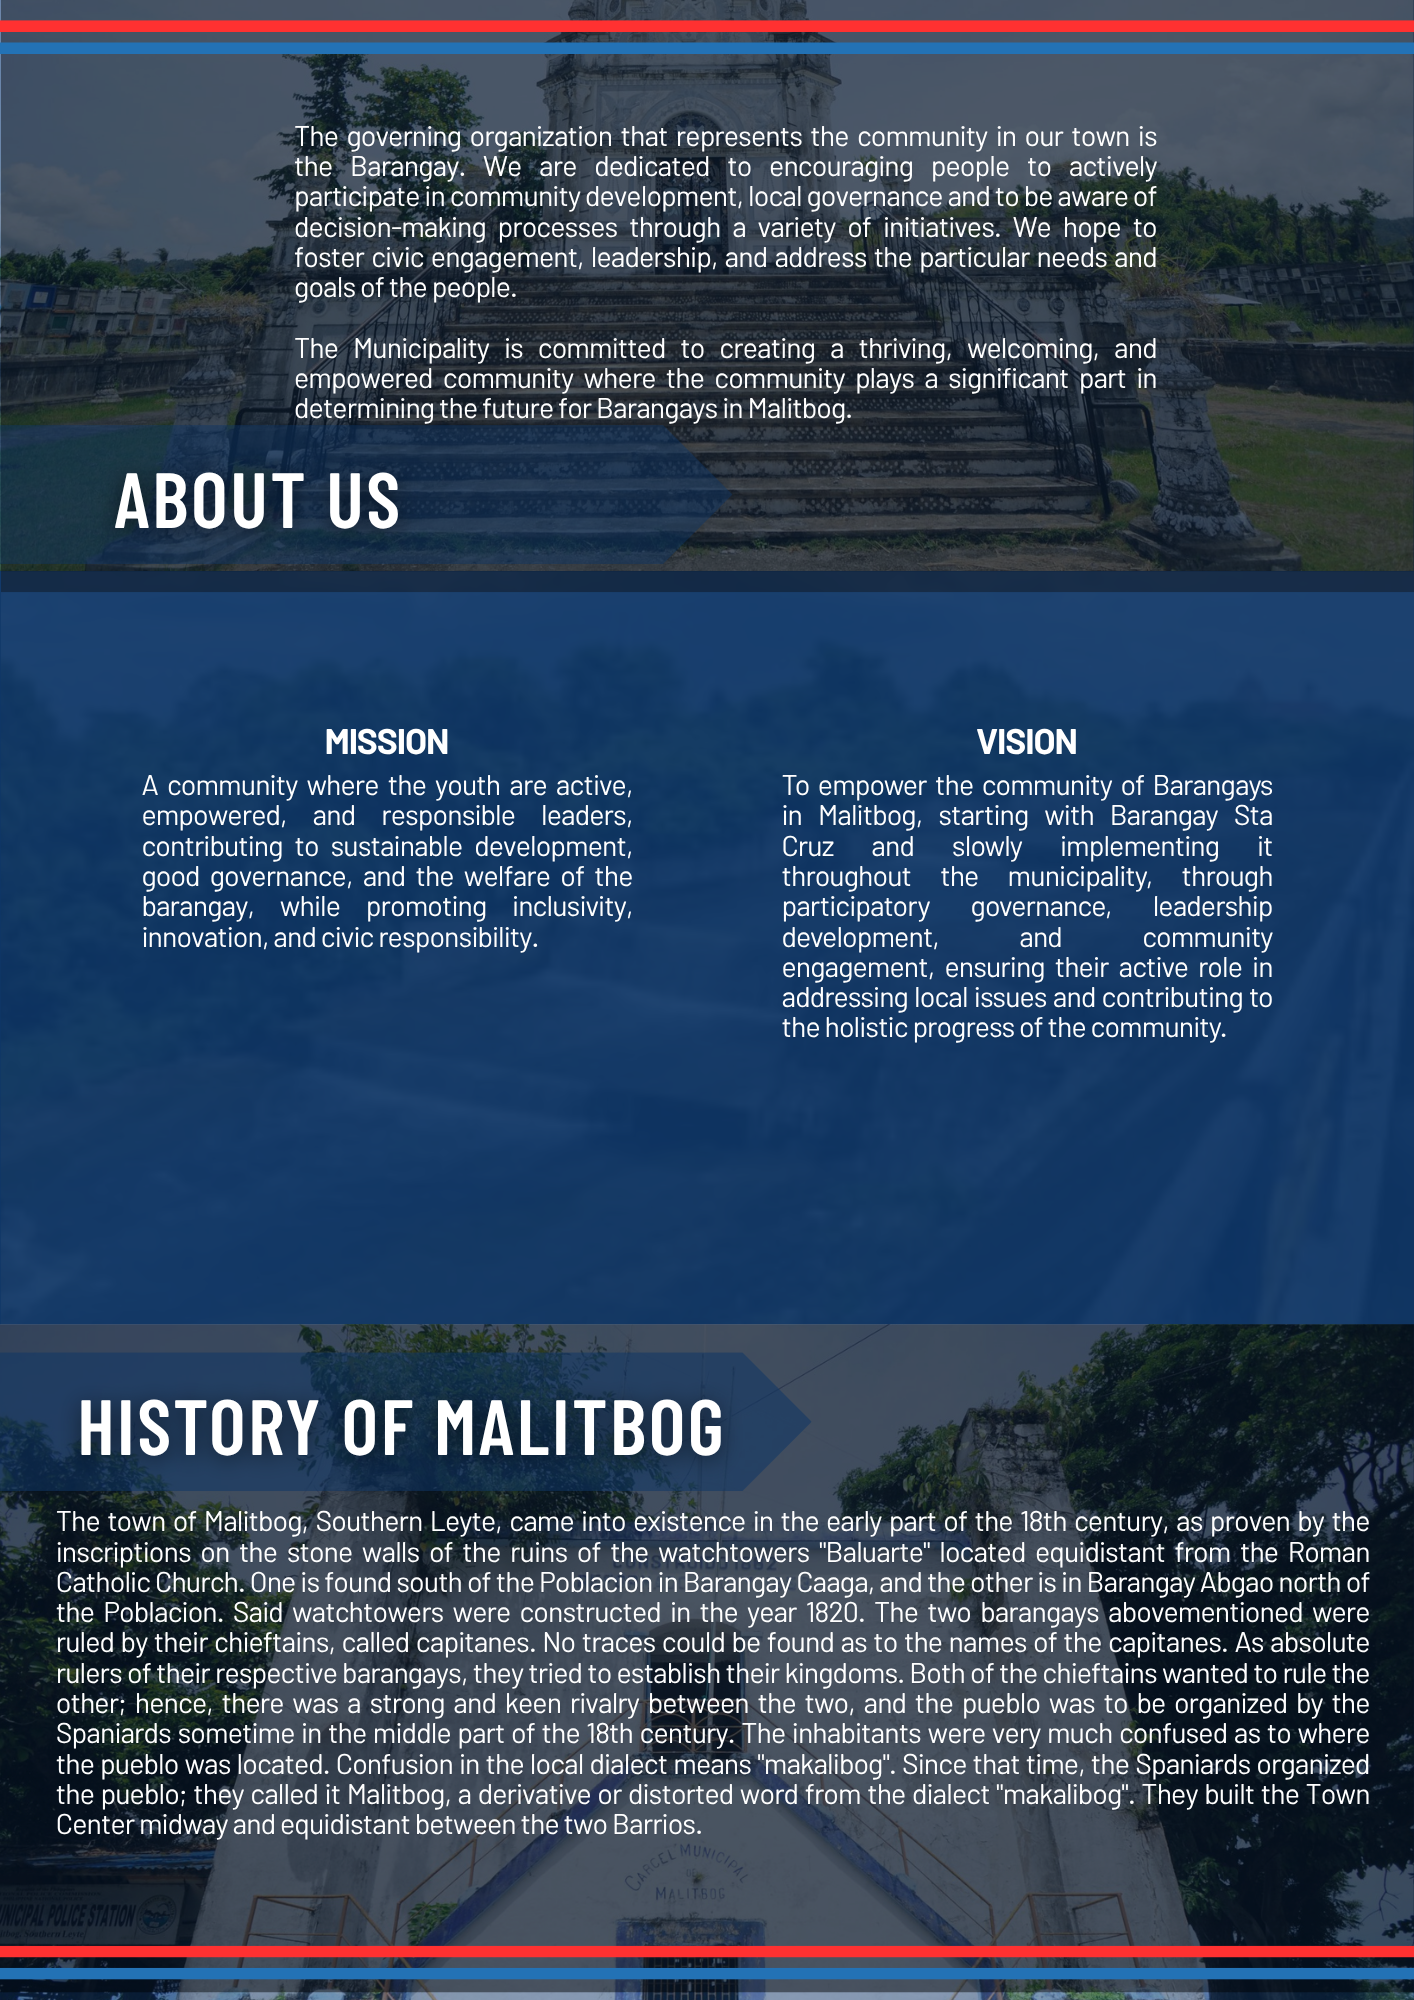 The governing organization that represents the community in our town is
the Barangay. We are dedicated to encouraging people to actively
participate in community development, local governance and to be aware of
decision-making processes through a variety of initiatives. We hope to
foster civic engagement, leadership, and address the particular needs and
goals of the people.
The Municipality is committed to creating a thriving, welcoming, and
empowered community where the community plays a significant part in
determining the future for Barangays in Malitbog.
ABOUT US
MISSION
A community where the youth are active,
empowered, and responsible leaders,
contributing to sustainable development,
good governance, and the welfare of the
barangay, while promoting inclusivity,
innovation, and civic responsibility.
VISION
To empower the community of Barangays
in Malitbog, starting with Barangay Sta
Cruz and slowly implementing it
throughout the municipality, through
participatory governance, leadership
development, and community
engagement, ensuring their active role in
addressing local issues and contributing to
the holistic progress of the community.
HISTORY OF MALITBOG
The town of Malitbog, Southern Leyte, came into existence in the early part of the 18th century, as proven by the
inscriptions on the stone walls of the ruins of the watchtowers "Baluarte" located equidistant from the Roman
Catholic Church. One is found south of the Poblacion in Barangay Caaga, and the other is in Barangay Abgao north of
the Poblacion. Said watchtowers were constructed in the year 1820. The two barangays abovementioned were
ruled by their chieftains, called capitanes. No traces could be found as to the names of the capitanes. As absolute
rulers of their respective barangays, they tried to establish their kingdoms. Both of the chieftains wanted to rule the
other; hence, there was a strong and keen rivalry between the two, and the pueblo was to be organized by the
Spaniards sometime in the middle part of the 18th century. The inhabitants were very much confused as to where
the pueblo was located. Confusion in the local dialect means "makalibog". Since that time, the Spaniards organized
the pueblo; they called it Malitbog, a derivative or distorted word from the dialect "makalibog". They built the Town
Center midway and equidistant between the two Barrios.
CARCEL MUNICIPAL
MALITBOG
UNICIPAL POLICE STATION
Southern Leyte